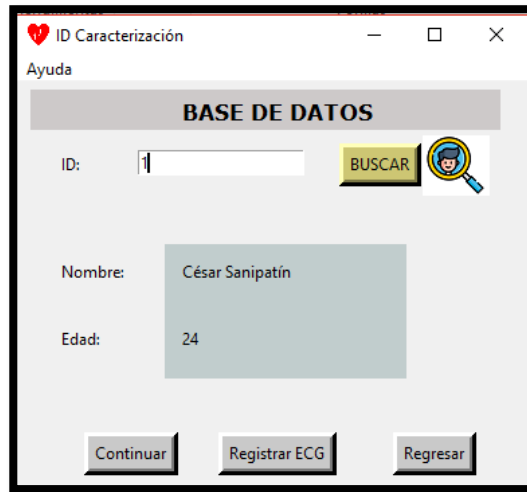 ID Caracterización
Ayuda
BASE DE DATOS
ID: 1 BUSCAR
Nombre: César Sanipatín
Edad: 24
Continuar Registrar ECG Regresar